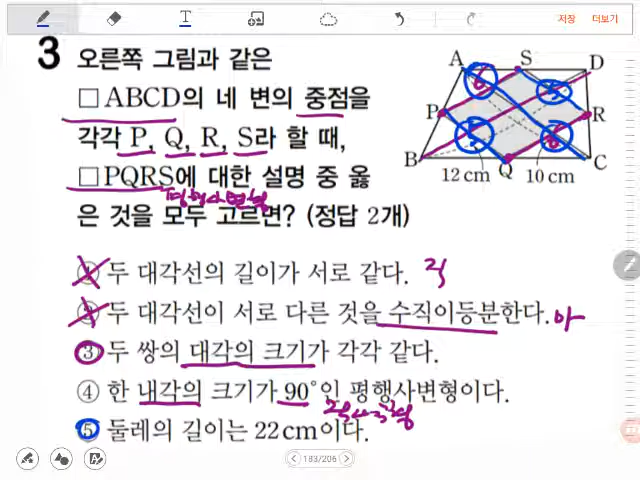 저장 더보기
3 오른쪽 그림과 같은
□ABCD의 네 변의 중점을
각각 P, Q, R, S라 할 때,
□PQRS에 대한 설명 중 옳
평행사변형
은 것을 모두 고르면? (정답 2개)
A S D
6 5
P R
5 6
B Q C
12 cm 10 cm
① 두 대각선의 길이가 서로 같다. 직
② 두 대각선이 서로 다른 것을 수직이등분한다. 마
③ 두 쌍의 대각의 크기가 각각 같다.
④ 한 내각의 크기가 90°인 평행사변형이다.
직사각형
⑤ 둘레의 길이는 22 cm이다.
183/206